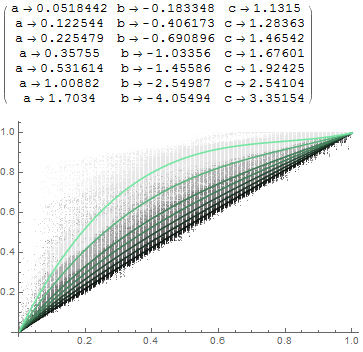 a→0.0518442 b→-0.183348 c→1.1315
a→0.122544 b→-0.406173 c→1.28363
a→0.225479 b→-0.690896 c→1.46542
a→0.35755 b→-1.03356 c→1.67601
a→0.531614 b→-1.45586 c→1.92425
a→1.00882 b→-2.54987 c→2.54104
a→1.7034 b→-4.05494 c→3.35154
1.0
0.8
0.6
0.4
0.2
0.2 0.4 0.6 0.8 1.0